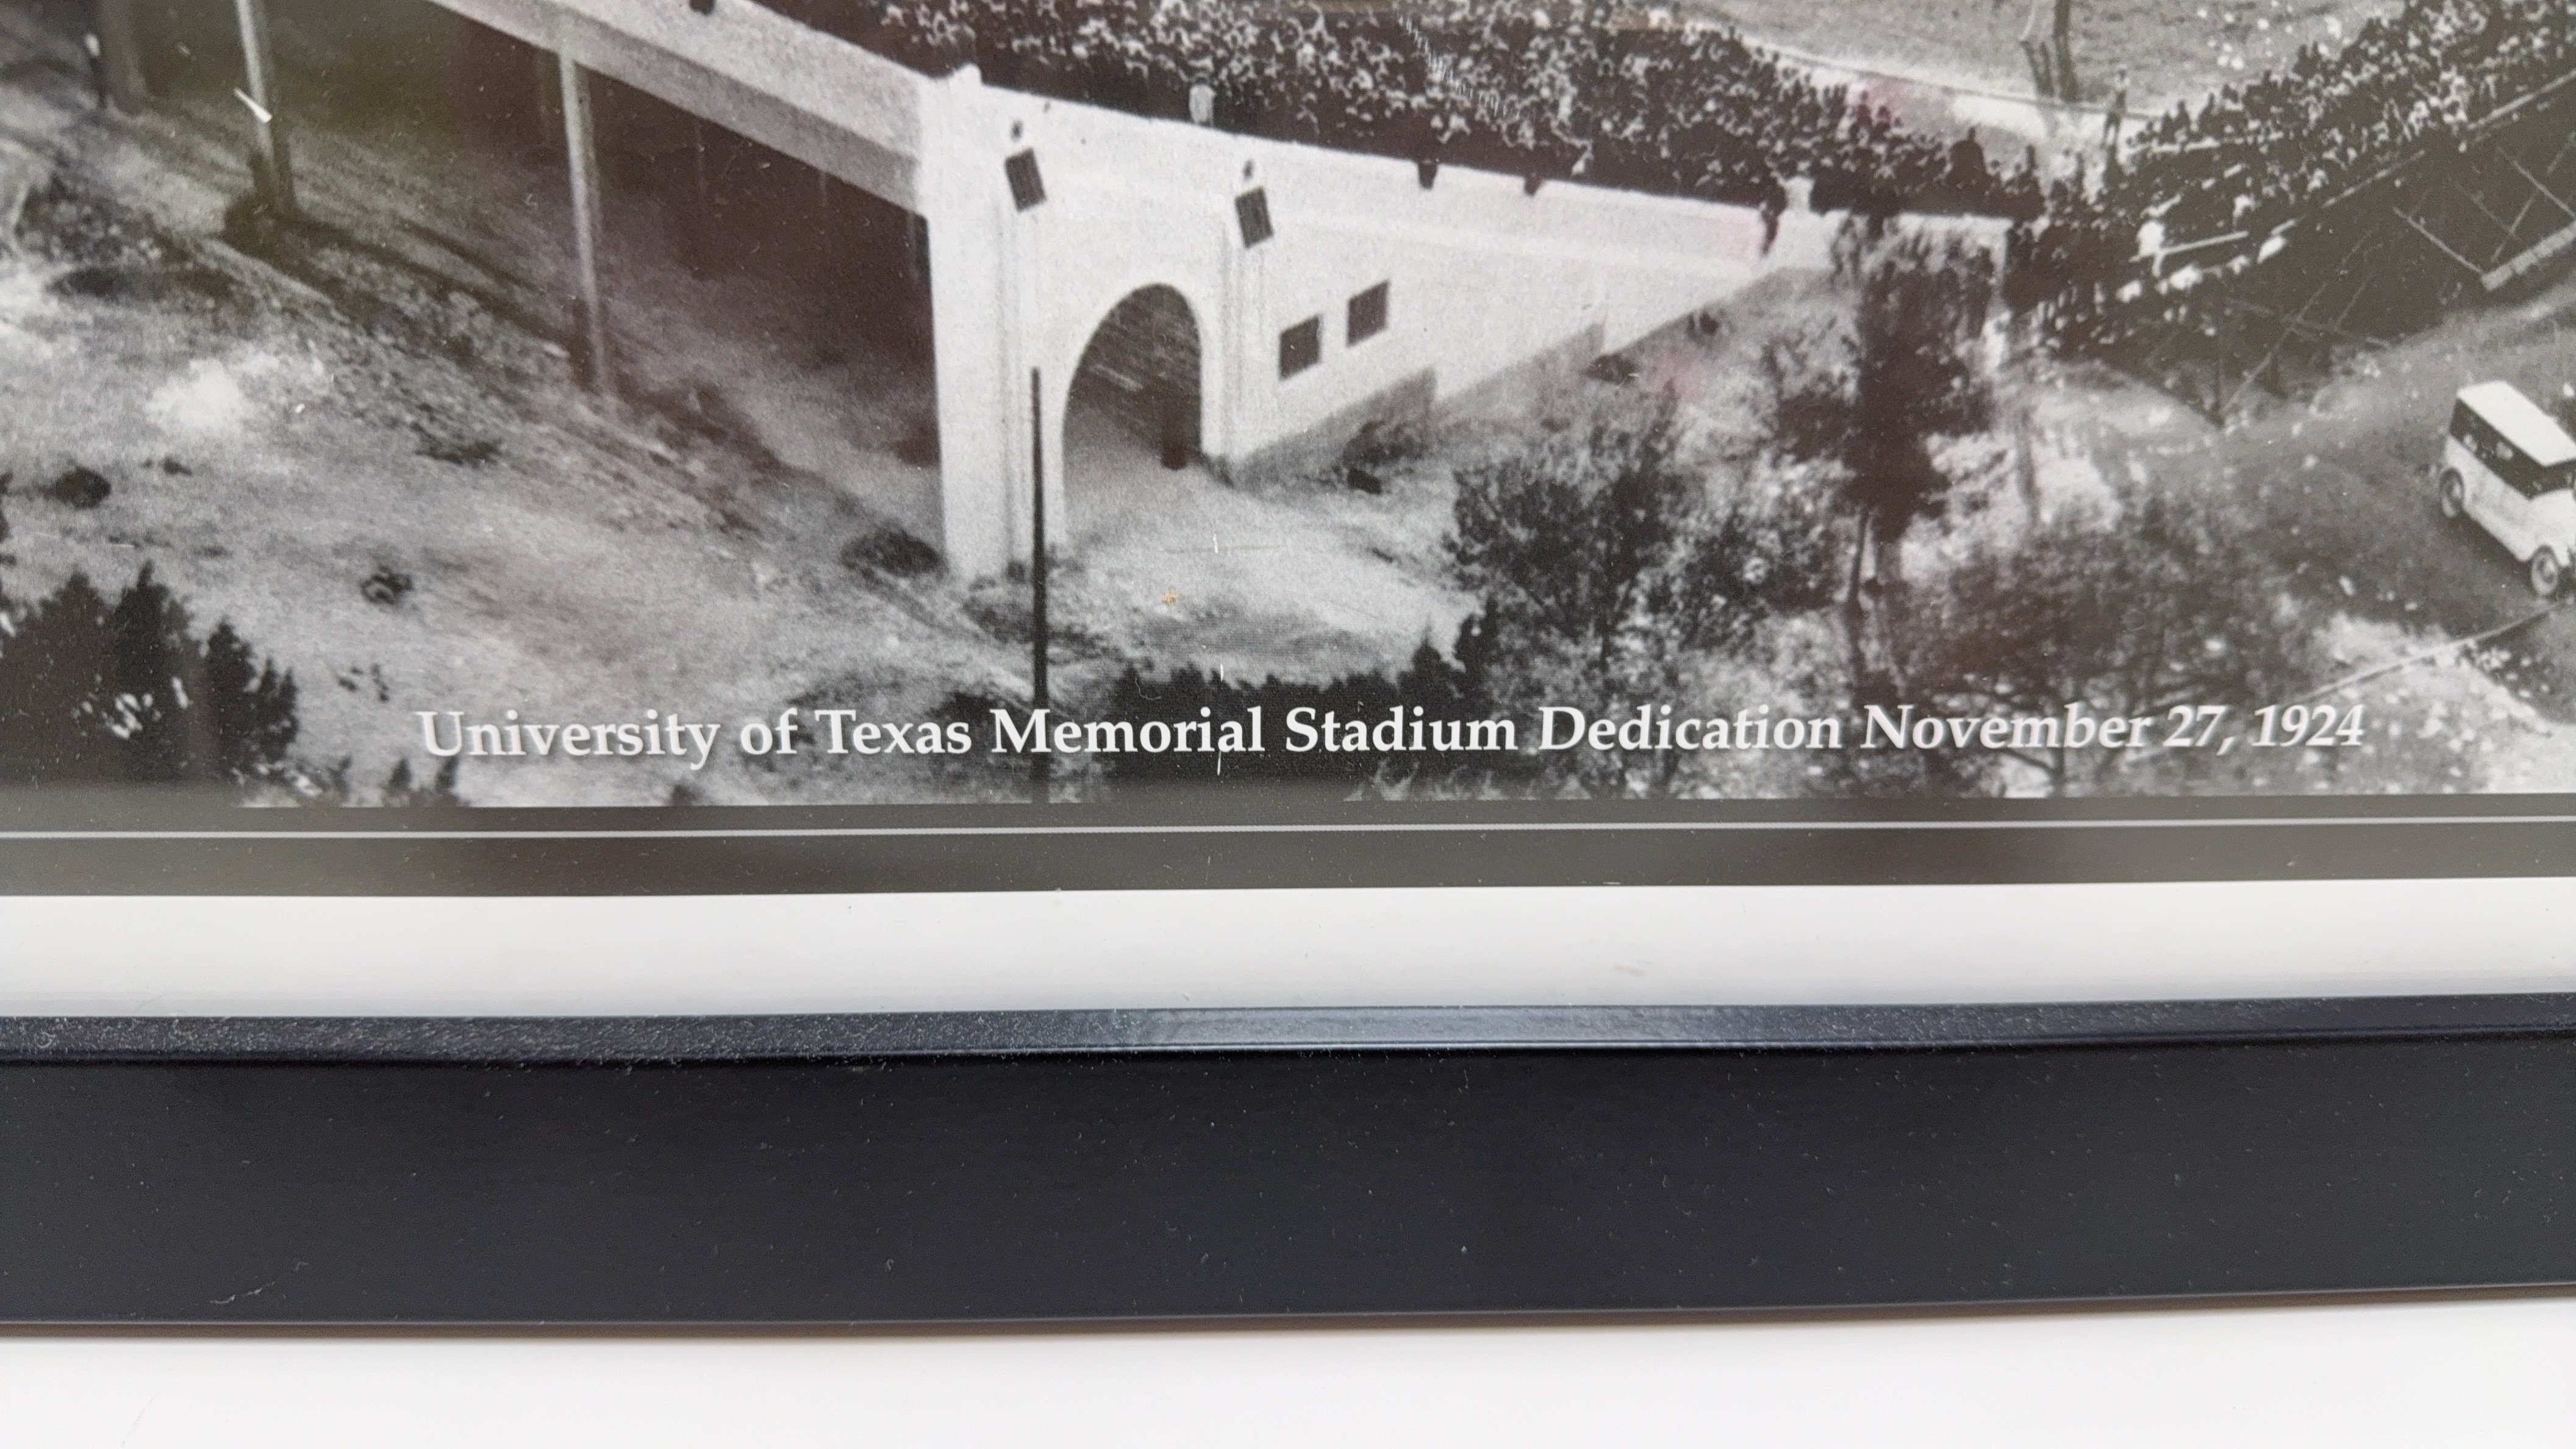 University of Texas Memorial Stadium Dedication November 27, 1924